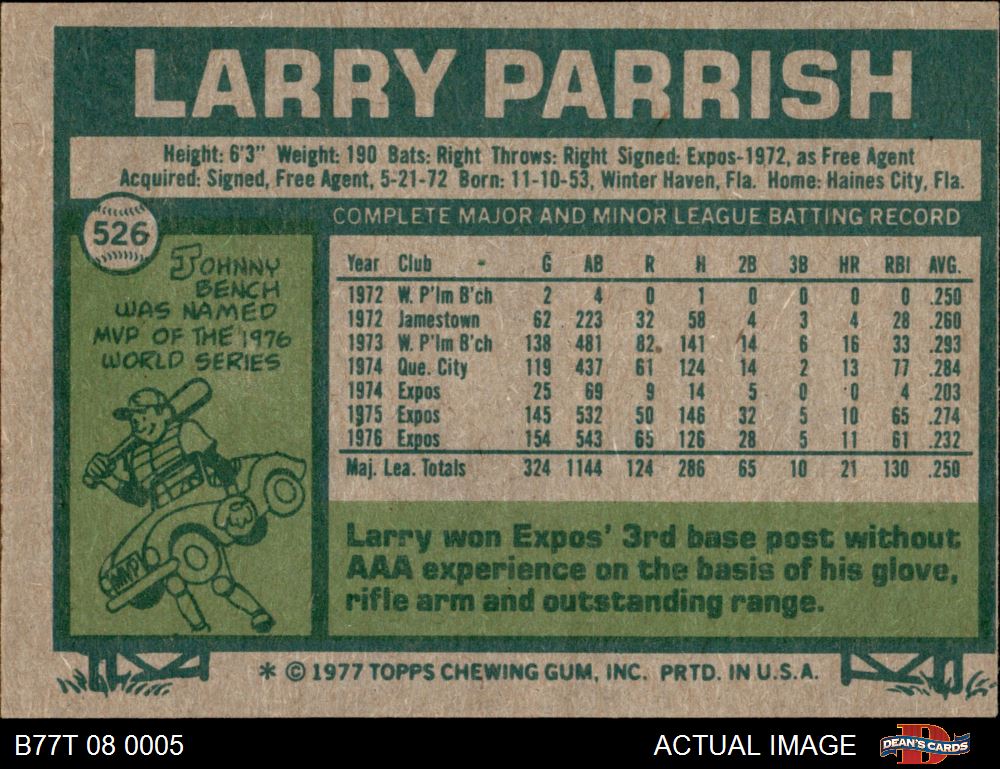 LARRY PARRISH
Height: 6'3" Weight: 190 Bats: Right Throws: Right Signed: Expos-1972, as Free Agent
Acquired: Signed, Free Agent, 5-21-72 Born: 11-10-53, Winter Haven, Fla. Home: Haines City, Fla.
526
JOHNNY
BENCH
WAS NAMED
MVP OF THE 1976
WORLD SERIES
MVP
COMPLETE MAJOR AND MINOR LEAGUE BATTING RECORD
Year Club G AB R H 2B 3B HR RBI AVG.
1972 W. P'lm B'ch 2 4 0 1 0 0 0 0 .250
1972 Jamestown 62 223 32 58 4 3 4 28 .260
1973 W. P'lm B'ch 138 481 82 141 14 6 16 33 .293
1974 Que. City 119 437 61 124 14 2 13 77 .284
1974 Expos 25 69 9 14 5 0 0 4 .203
1975 Expos 145 532 50 146 32 5 10 65 .274
1976 Expos 154 543 65 126 28 5 11 61 .232
Maj. Lea. Totals 324 1144 124 286 65 10 21 130 .250
Larry won Expos' 3rd base post without
AAA experience on the basis of his glove,
rifle arm and outstanding range.
* © 1977 TOPPS CHEWING GUM, INC. PRTD. IN U.S.A.
B77T 08 0005
ACTUAL IMAGE
DEAN'S CARDS